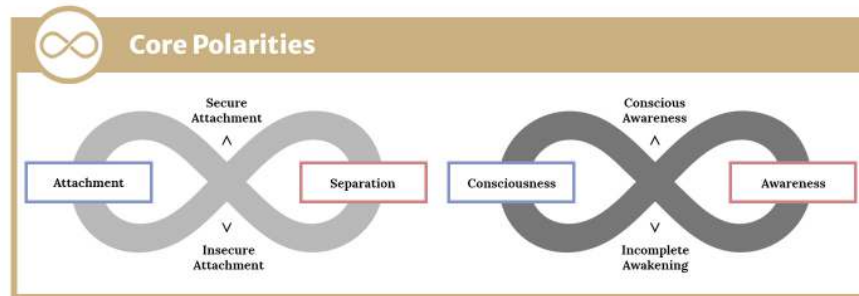 Core Polarities
Secure
Attachment
Attachment
Separation
Insecure
Attachment
Conscious
Awareness
Consciousness
Awareness
Incomplete
Awakening